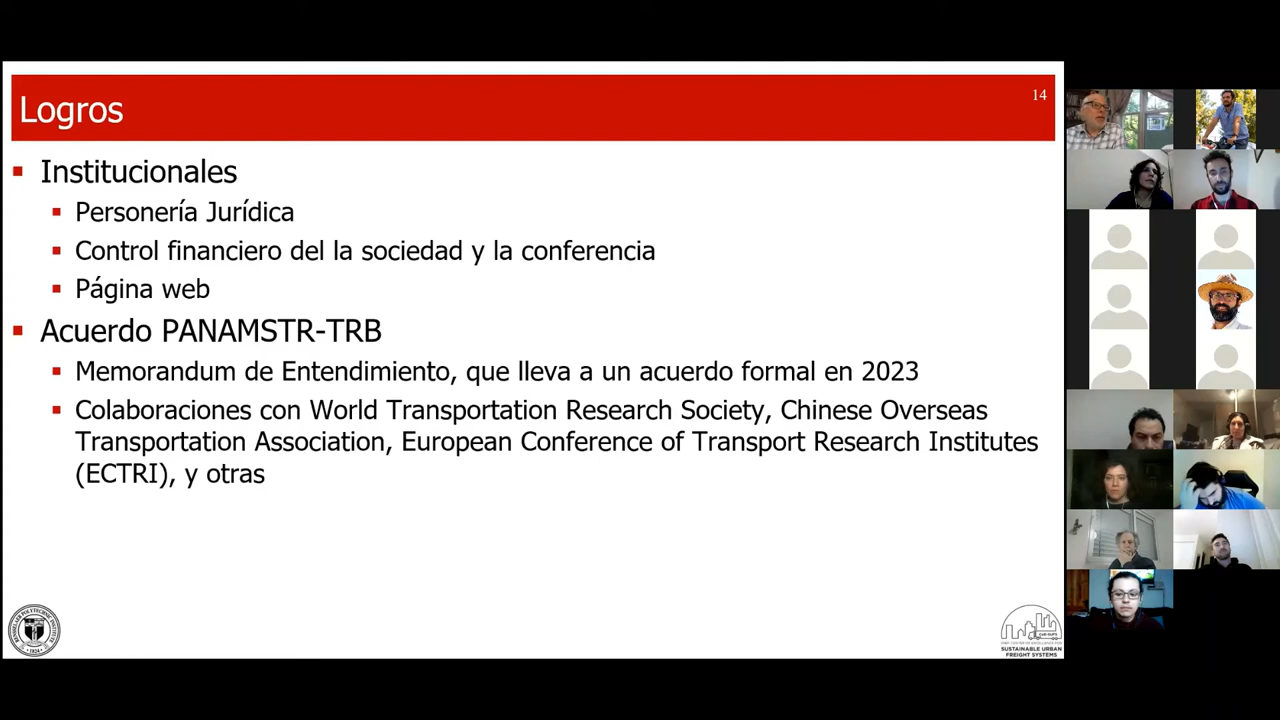 Logros
14
Institucionales
Personería Jurídica
Control financiero del la sociedad y la conferencia
Página web
Acuerdo PANAMSTR-TRB
Memorandum de Entendimiento, que lleva a un acuerdo formal en 2023
Colaboraciones con World Transportation Research Society, Chinese Overseas
Transportation Association, European Conference of Transport Research Institutes
(ECTRI), y otras
SUSTAINABLE URBAN
FREIGHT SYSTEMS